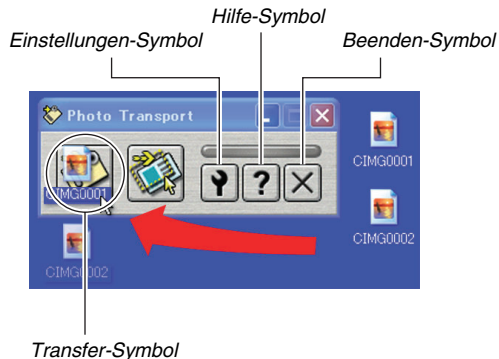 Hilfe-Symbol
Einstellungen-Symbol
Beenden-Symbol
Photo Transport
CIMG0001
CIMG0001
?
CIMG0002
CIMG0002
Transfer-Symbol